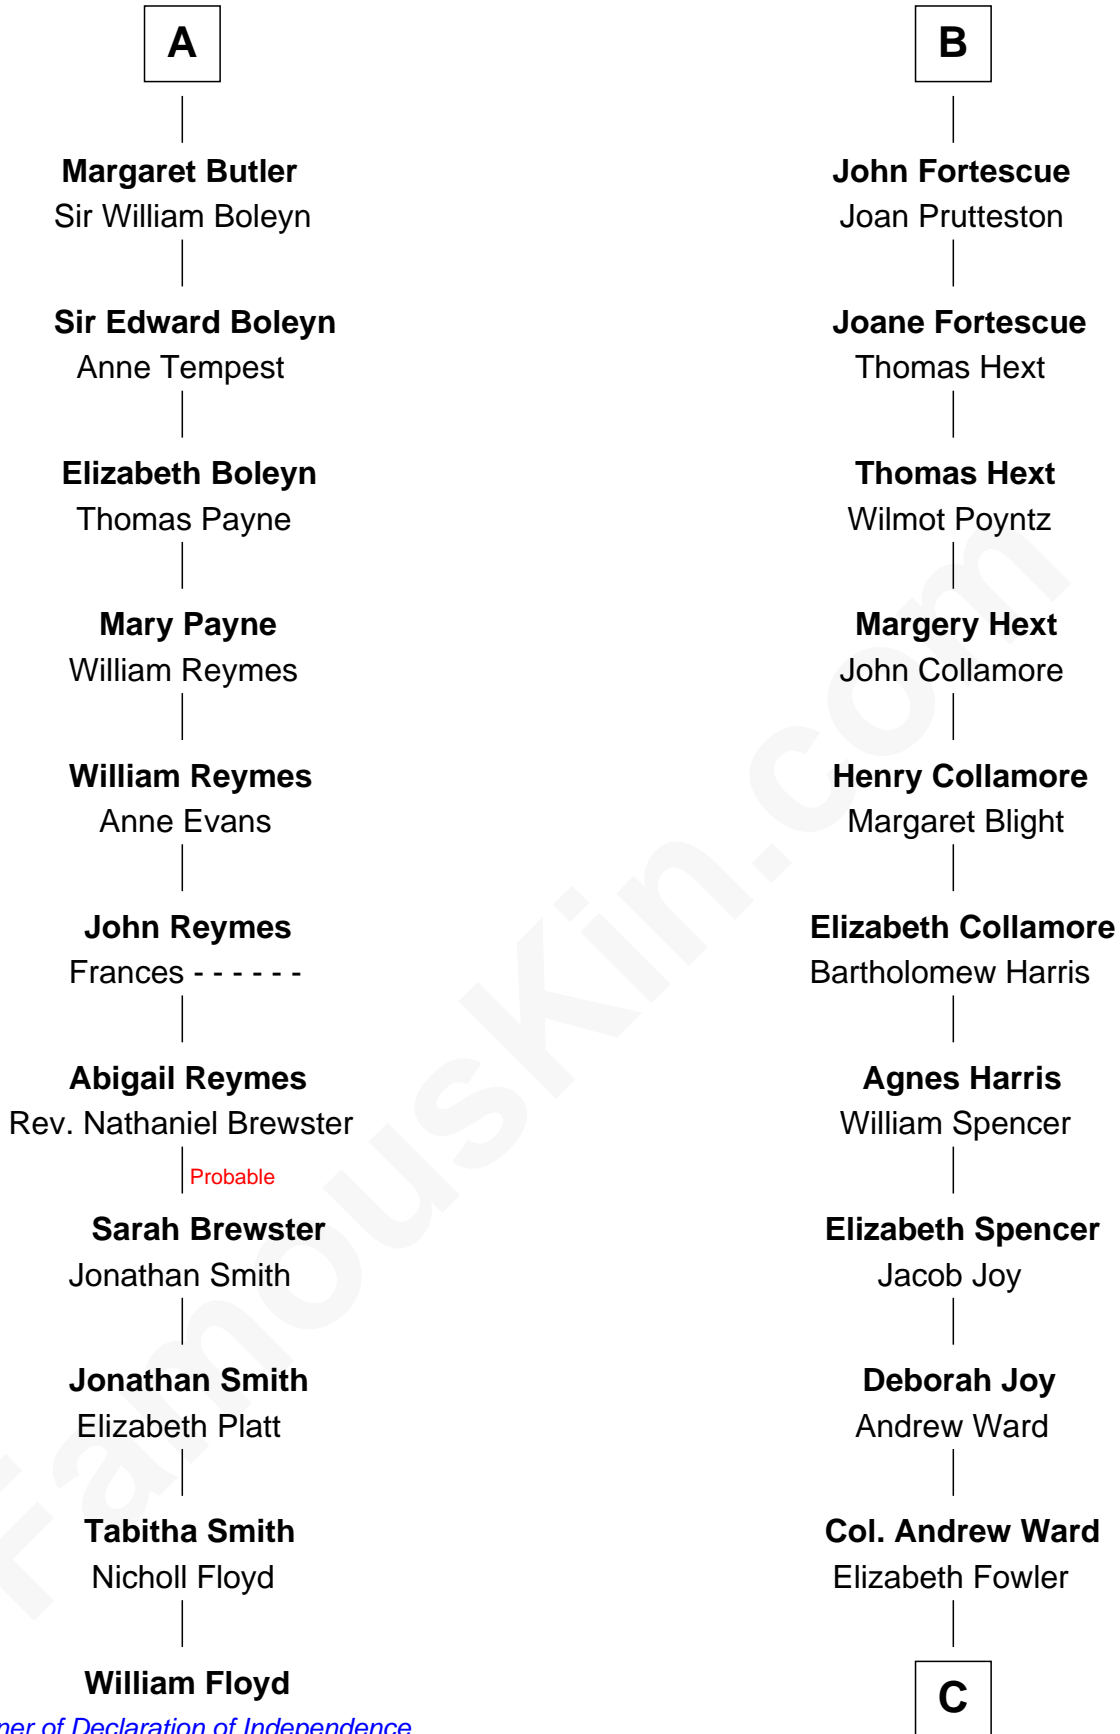 A
Margaret Butler
Sir William Boleyn
Sir Edward Boleyn
Anne Tempest
Elizabeth Boleyn
Thomas Payne
Mary Payne
William Reymes
William Reymes
Anne Evans
John Reymes
Frances - - - - - -
Abigail Reymes
Rev. Nathaniel Brewster
Probable
Sarah Brewster
Jonathan Smith
Jonathan Smith
Elizabeth Platt
Tabitha Smith
Nicholl Floyd
William Floyd
of Declaration of Independence
B
John Fortescue
Joan Prutteston
Joane Fortescue
Thomas Hext
Thomas Hext
Wilmot Poyntz
Margery Hext
John Collamore
Henry Collamore
Margaret Blight
Elizabeth Collamore
Bartholomew Harris
Agnes Harris
William Spencer
Elizabeth Spencer
Jacob Joy
Deborah Joy
Andrew Ward
Col. Andrew Ward
Elizabeth Fowler
C
FamousKin.com